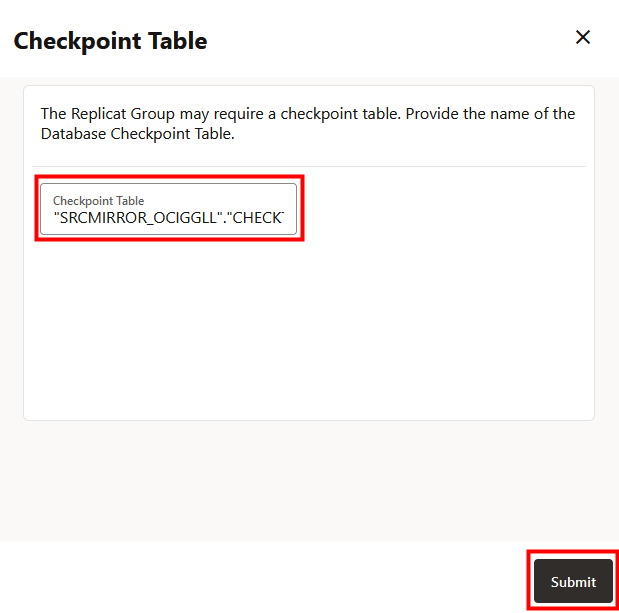 Checkpoint Table
The Replicat Group may require a checkpoint table. Provide the name of the
Database Checkpoint Table.
Checkpoint Table
"SRCMIRROR_OCIGGLL"."CHECK
Submit